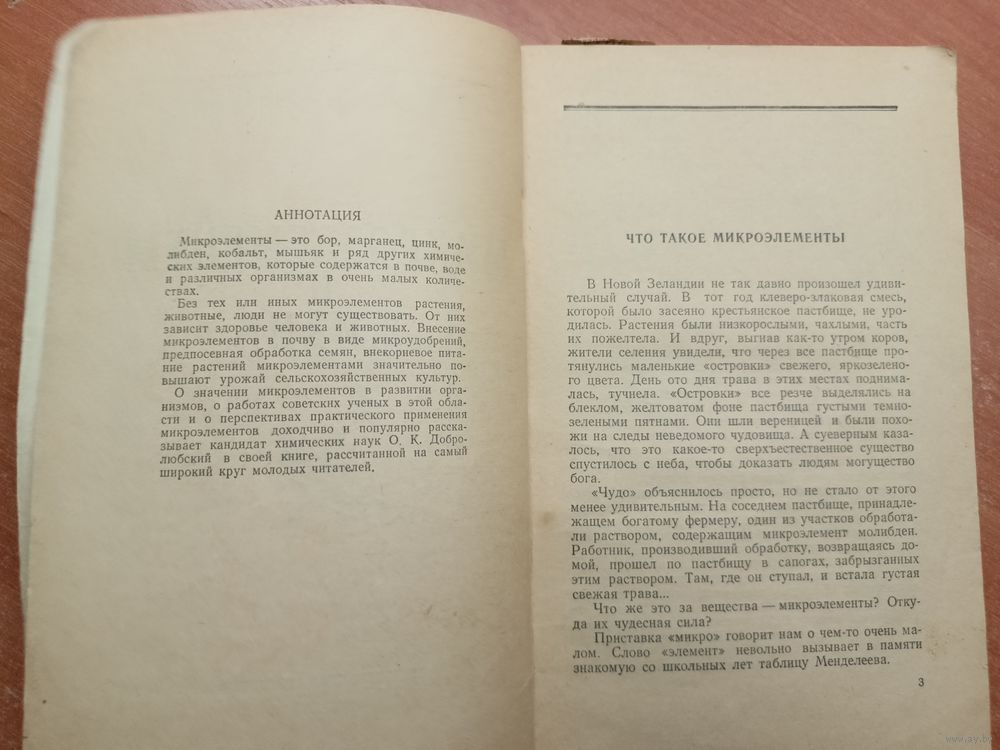 АННОТАЦИЯ
Микроэлементы — это бор, марганец, цинк, мо-
либден, кобальт, мышьяк и ряд других химиче-
ских элементов, которые содержатся в почве, воде
и различных организмах в очень малых количе-
ствах.
Без тех или иных микроэлементов растения,
животные, люди не могут существовать. От них
зависит здоровье человека и животных. Внесение
микроэлементов в почву в виде микроудобрений,
предпосевная обработка семян, внекорневое пита-
ние растений микроэлементами значительно по-
вышают урожай сельскохозяйственных культур.
О значении микроэлементов в развитии орга-
низмов, о работах советских ученых в этой обла-
сти и о перспективах практического применения
микроэлементов доходчиво и популярно расска-
зывает кандидат химических наук О. К. Добро-
любский в своей книге, рассчитанной на самый
широкий круг молодых читателей.
ЧТО ТАКОЕ МИКРОЭЛЕМЕНТЫ
В Новой Зеландии не так давно произошел удиви-
тельный случай. В тот год клеверо-злаковая смесь,
которой было засеяно крестьянское пастбище, не уро-
дилась. Растения были низкорослыми, чахлыми, часть
их пожелтела. И вдруг, выгнав как-то утром коров,
жители селения увидели, что через все пастбище про-
тянулись маленькие «островки» свежего, яркозелено-
го цвета. День ото дня трава в этих местах поднима-
лась, тучнела. «Островки» все резче выделялись на
блеклом, желтоватом фоне пастбища густыми темно-
зелеными пятнами. Они шли вереницей и были похо-
жи на следы неведомого чудовища. А суеверным каза-
лось, что это какое-то сверхъестественное существо
спустилось с неба, чтобы доказать людям могущество
бога.
«Чудо» объяснилось просто, но не стало от этого
менее удивительным. На соседнем пастбище, принадле-
жащем богатому фермеру, один из участков обработа-
ли раствором, содержащим микроэлемент молибден.
Работник, производивший обработку, возвращаясь до-
мой, прошел по пастбищу в сапогах, забрызганных
этим раствором. Там, где он ступал, и встала густая
свежая трава...
Что же это за вещества — микроэлементы? Отку-
да их чудесная сила?
Приставка «микро» говорит нам о чем-то очень ма-
лом. Слово «элемент» невольно вызывает в памяти
знакомую со школьных лет таблицу Менделеева.
3
www.ay.by